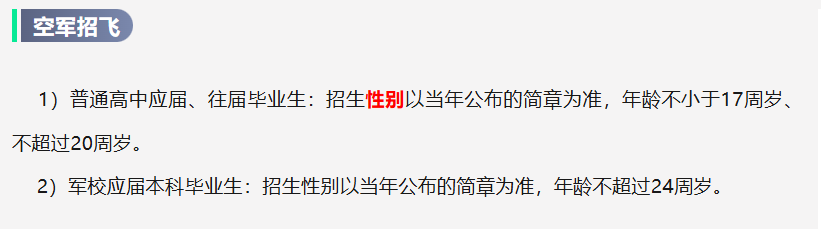 空军招飞
1）普通高中应届、往届毕业生：招生性别以当年公布的简章为准，年龄不小于17周岁、
不超过20周岁。
2）军校应届本科毕业生：招生性别以当年公布的简章为准，年龄不超过24周岁。